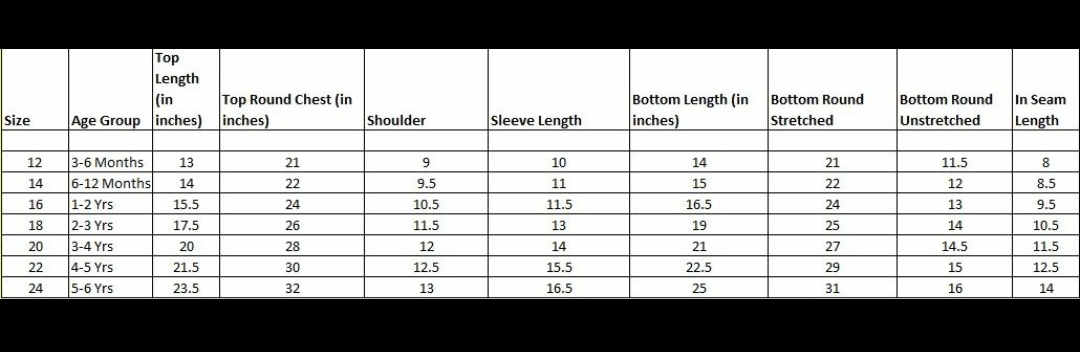 Size Age Group Top Length (in inches) Top Round Chest (in inches) Shoulder Sleeve Length Bottom Length (in inches) Bottom Round Stretched Bottom Round Unstretched In Seam Length
12 3-6 Months 13 21 9 10 14 21 11.5 8
14 6-12 Months 14 22 9.5 11 15 22 12 8.5
16 1-2 Yrs 15.5 24 10.5 11.5 16.5 24 13 9.5
18 2-3 Yrs 17.5 26 11.5 13 19 25 14 10.5
20 3-4 Yrs 20 28 12 14 21 27 14.5 11.5
22 4-5 Yrs 21.5 30 12.5 15.5 22.5 29 15 12.5
24 5-6 Yrs 23.5 32 13 16.5 25 31 16 14